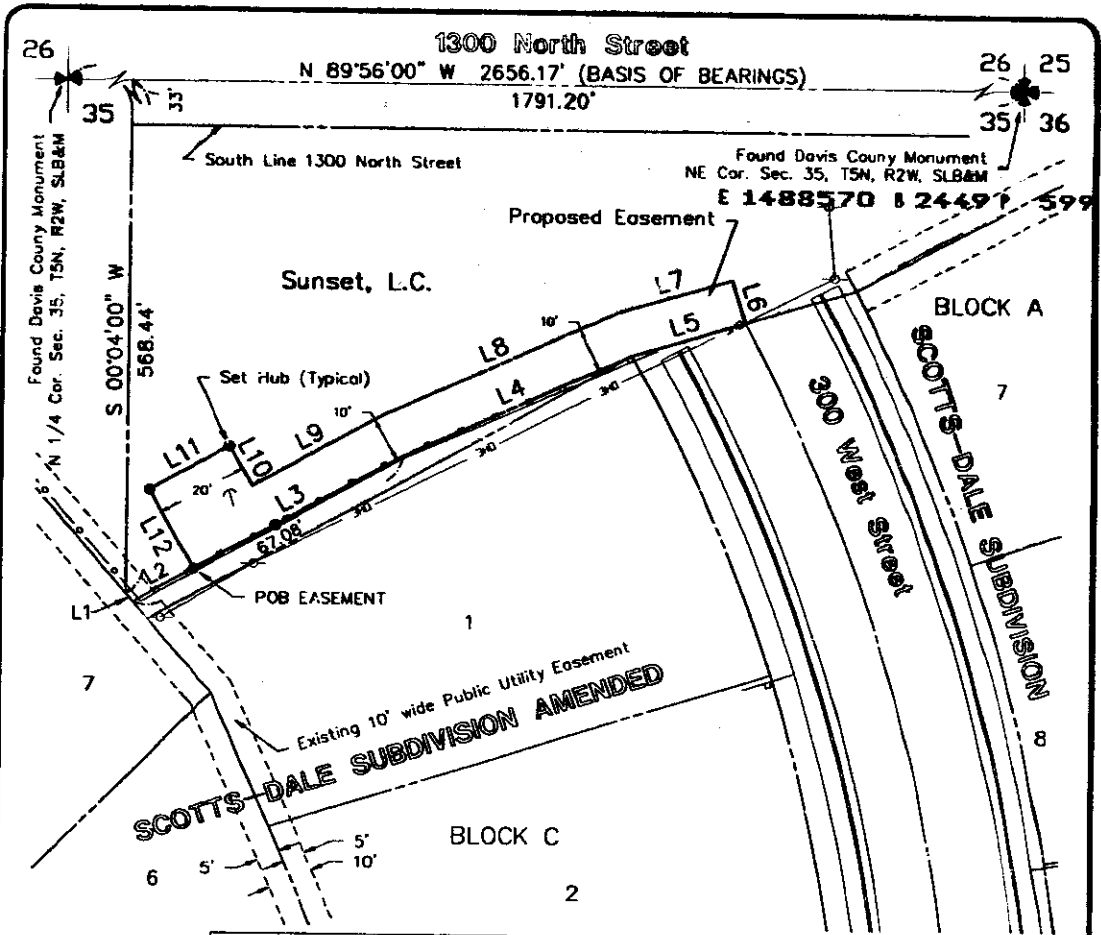 1300 North Street
26
N 89°56'00" W 2656.17' (BASIS OF BEARINGS)
26 25
1791.20'
33'
35
35 36
South Line 1300 North Street
Found Davis Couny Monument
NE Cor. Sec. 35, T5N, R2W, SLB&M
E 1488570 B 2449 P 599
Found Davis County Monument
N 1/4 Cor. Sec. 35, T5N, R2W, SLB&M
S 00°04'00" W
568.44'
Proposed Easement
Sunset, L.C.
L7
L6
L5
10'
L8
L4
BLOCK A
SCOTTS-DALE SUBDIVISION
7
Set Hub (Typical)
10'
L11
L10
L9
20'
L3
67.08'
L12
L2
L1
POB EASEMENT
300 West Street
1
7
Existing 10' wide Public Utility Easement
SCOTTS-DALE SUBDIVISION AMENDED
8
BLOCK C
5'
5'
10'
6
2